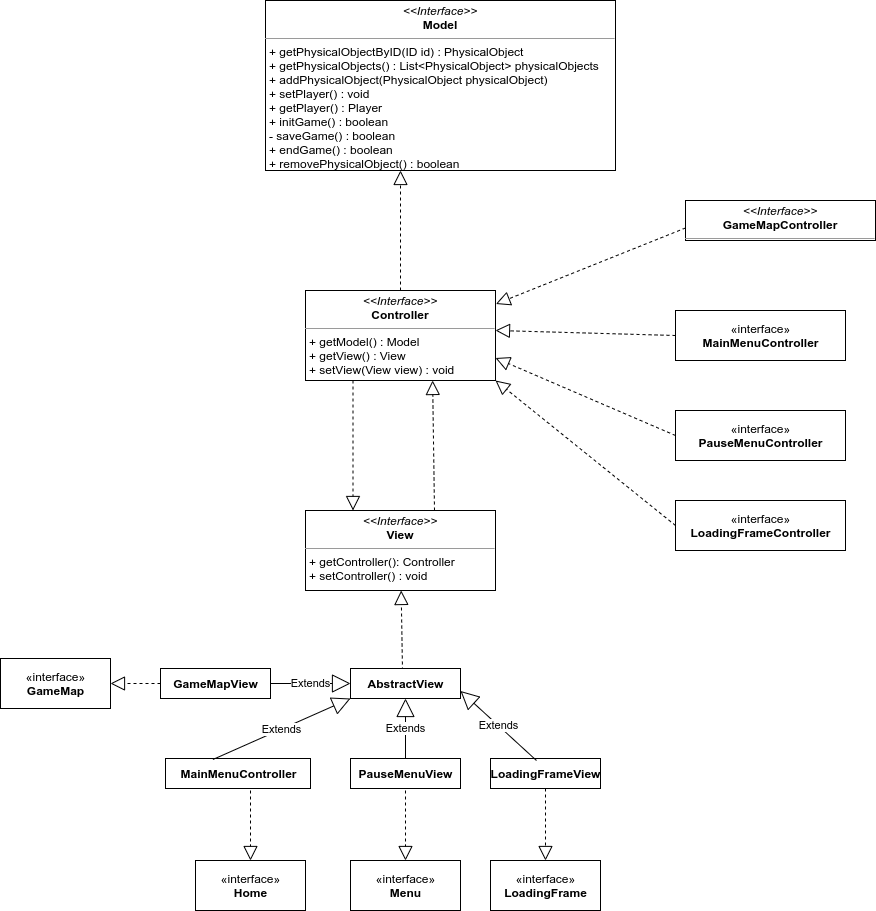 <<Interface>>
Model
+ getPhysicalObjectByID(ID id) : PhysicalObject
+ getPhysicalObjects() : List<PhysicalObject> physicalObjects
+ addPhysicalObject(PhysicalObject physicalObject)
+ setPlayer() : void
+ getPlayer() : Player
+ initGame() : boolean
- saveGame() : boolean
+ endGame() : boolean
+ removePhysicalObject() : boolean
<<Interface>>
GameMapController
<<Interface>>
Controller
+ getModel() : Model
+ getView() : View
+ setView(View view) : void
«interface»
MainMenuController
«interface»
PauseMenuController
«interface»
LoadingFrameController
<<Interface>>
View
+ getController(): Controller
+ setController() : void
«interface»
GameMap
GameMapView
Extends
AbstractView
Extends
Extends
Extends
MainMenuController
PauseMenuView
LoadingFrameView
«interface»
Home
«interface»
Menu
«interface»
LoadingFrame